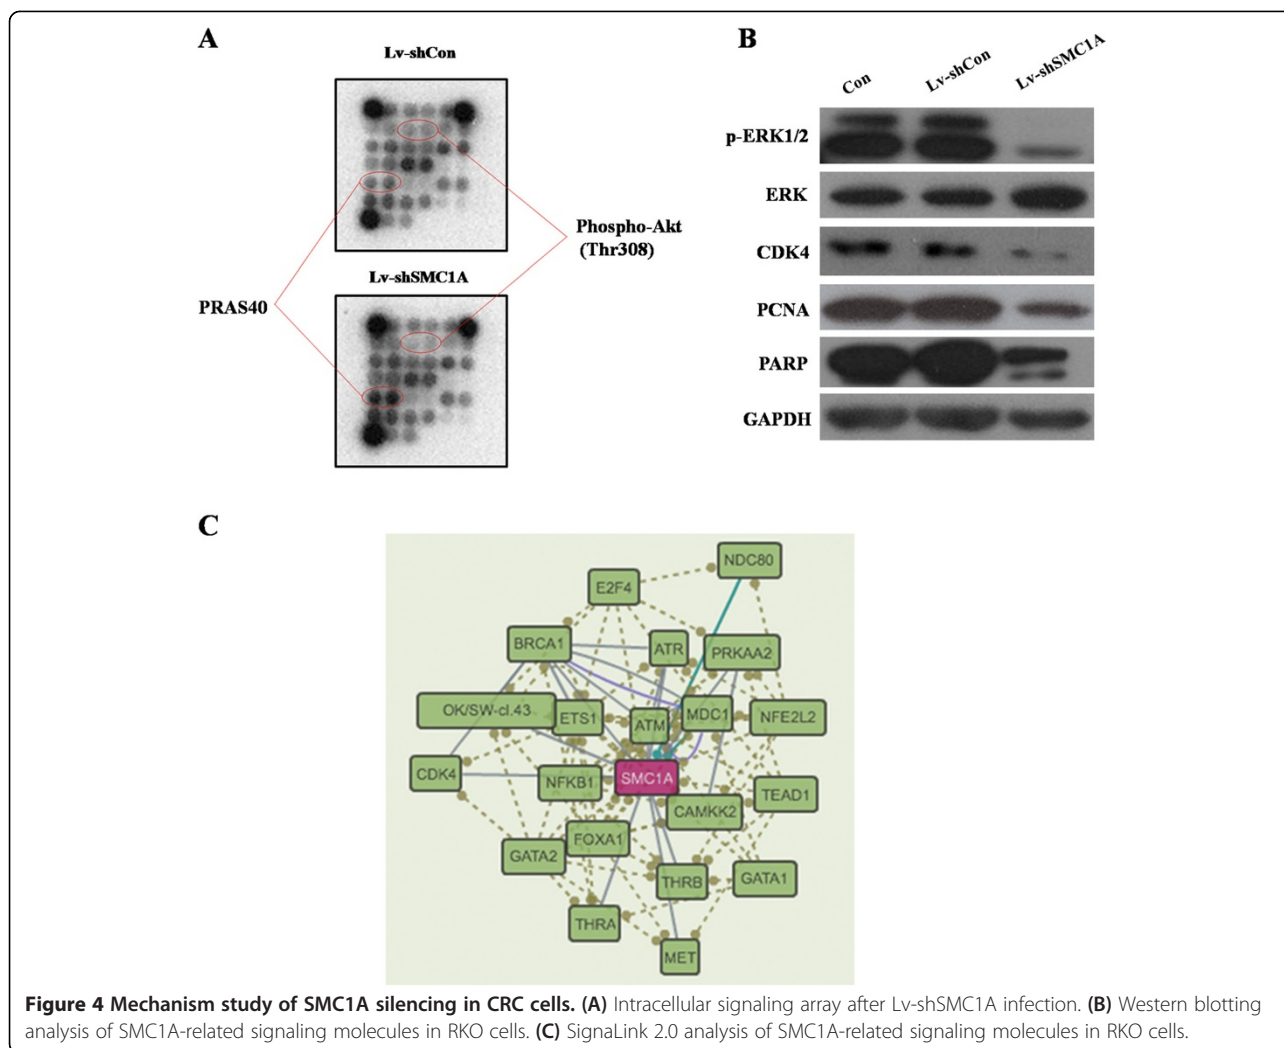 A
Lv-shCon
Phospho-Akt
(Thr308)
Lv-shSMC1A
PRAS40
B
Con
Lv-shCon
Lv-shSMC1A
p-ERK1/2
ERK
CDK4
PCNA
PARP
GAPDH
C
NDC80
E2F4
BRCA1
ATR
PRKAA2
OK/SW-cl.43
ETS1
ATM
MDC1
NFE2L2
CDK4
NFKB1
SMC1A
CAMKK2
TEAD1
FOXA1
GATA2
THRB
GATA1
THRA
MET
Figure 4 Mechanism study of SMC1A silencing in CRC cells. (A) Intracellular signaling array after Lv-shSMC1A infection. (B) Western blotting
analysis of SMC1A-related signaling molecules in RKO cells. (C) SignaLink 2.0 analysis of SMC1A-related signaling molecules in RKO cells.